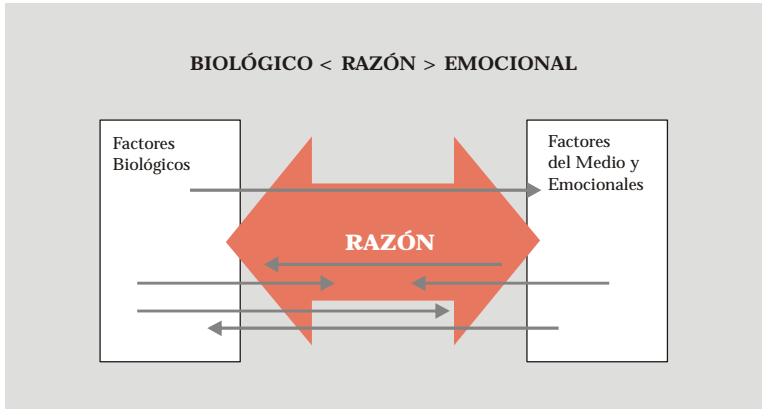 BIOLÓGICO < RAZÓN > EMOCIONAL
Factores
Biológicos
Factores
del Medio y
Emocionales
RAZÓN